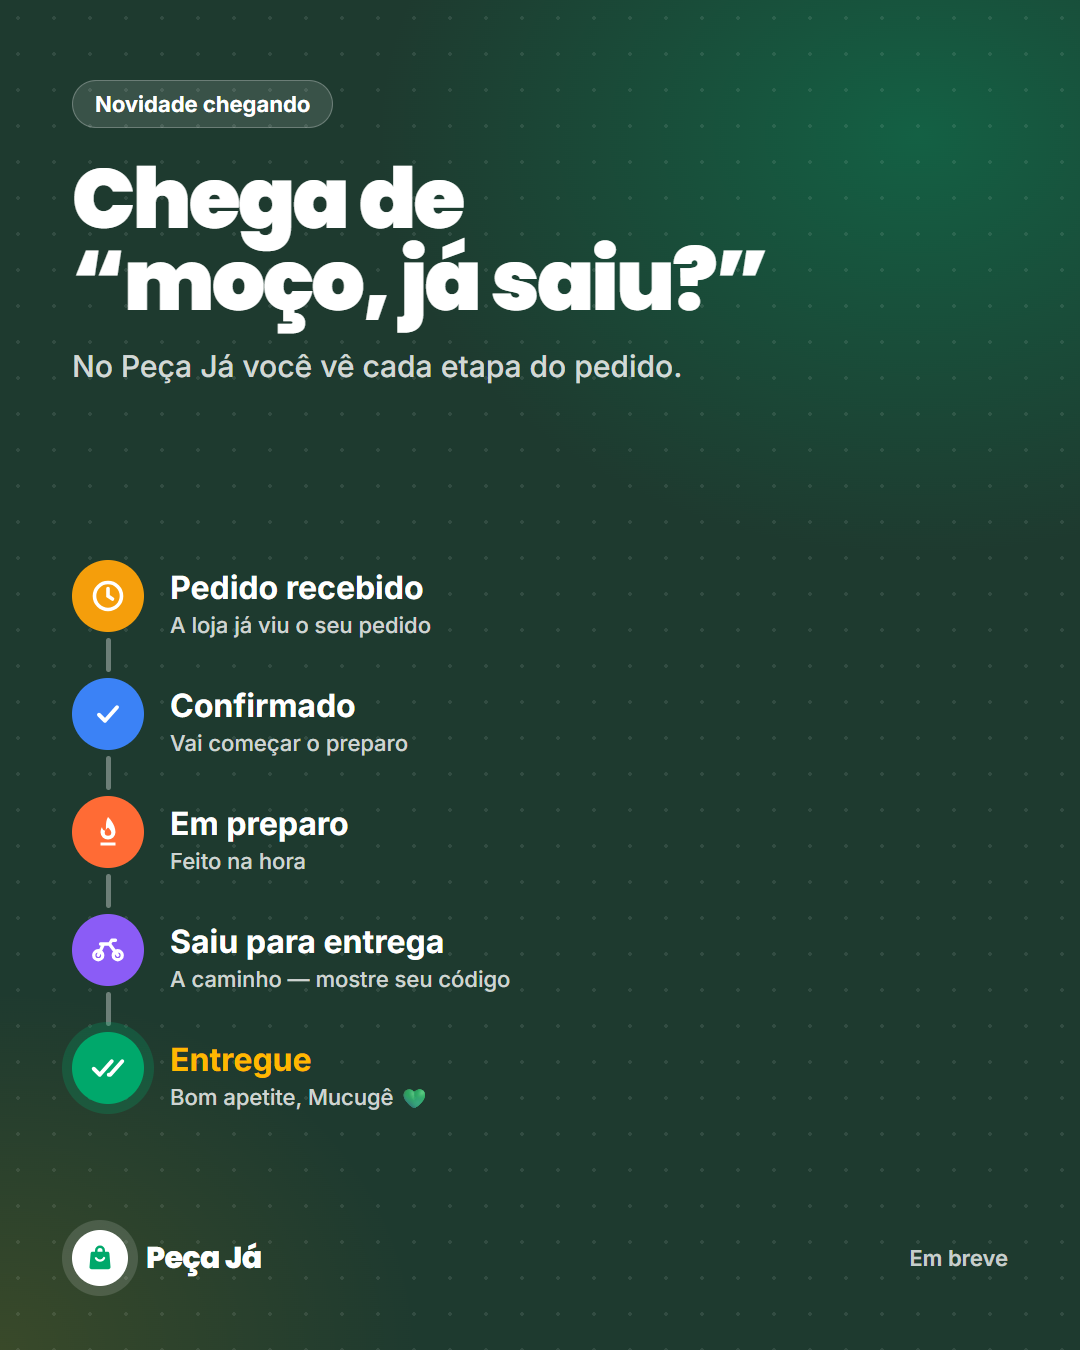 Novidade chegando
Chega de
“moço, já saiu?”
No Peça Já você vê cada etapa do pedido.
Pedido recebido
A loja já viu o seu pedido
Confirmado
Vai começar o preparo
Em preparo
Feito na hora
Saiu para entrega
A caminho — mostre seu código
Entregue
Bom apetite, Mucugê 💚
Peça Já
Em breve